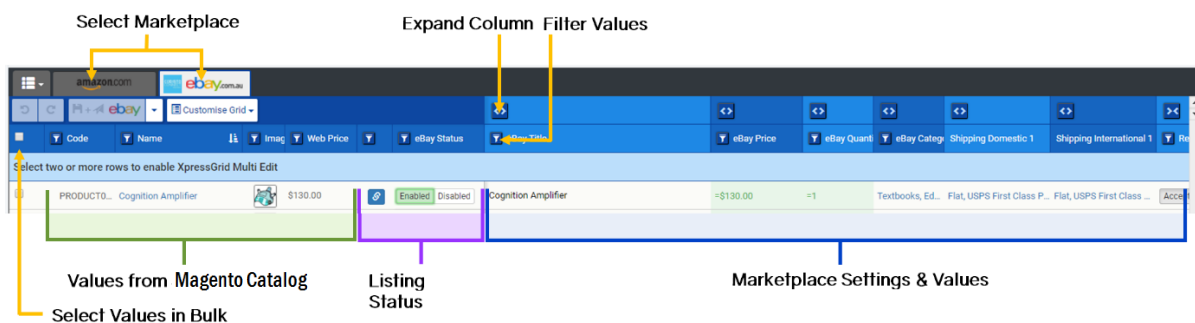 Select Marketplace
Expand Column Filter Values
amazon.com
ebay.com.au
ebay
Customise Grid
Code Name Imag Web Price eBay Status eBay Title eBay Price eBay Quanti eBay Categ Shipping Domestic 1 Shipping International 1 Re
Select two or more rows to enable XpressGrid Multi Edit
PRODUCT0... Cognition Amplifier $130.00 Enabled Disabled Cognition Amplifier =$130.00 =1 Textbooks, Ed... Flat, USPS First Class P... Flat, USPS First Class ... Accept
Values from Magento Catalog
Listing
Status
Marketplace Settings & Values
Select Values in Bulk